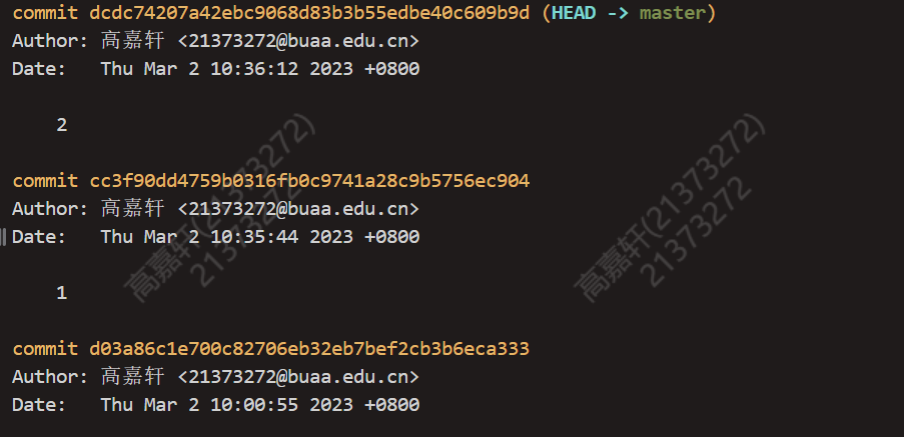 commit dcdc74207a42ebc9068d83b3b55edbe40c609b9d (HEAD -> master)
Author: 高嘉轩 <21373272@buaa.edu.cn>
Date:   Thu Mar 2 10:36:12 2023 +0800
2
commit cc3f90dd4759b0316fb0c9741a28c9b5756ec904
Author: 高嘉轩 <21373272@buaa.edu.cn>
Date:   Thu Mar 2 10:35:44 2023 +0800
1
commit d03a86c1e700c82706eb32eb7bef2cb3b6eca333
Author: 高嘉轩 <21373272@buaa.edu.cn>
Date:   Thu Mar 2 10:00:55 2023 +0800
高嘉轩(21373272)
21373272
高嘉轩(21373272)
21373272